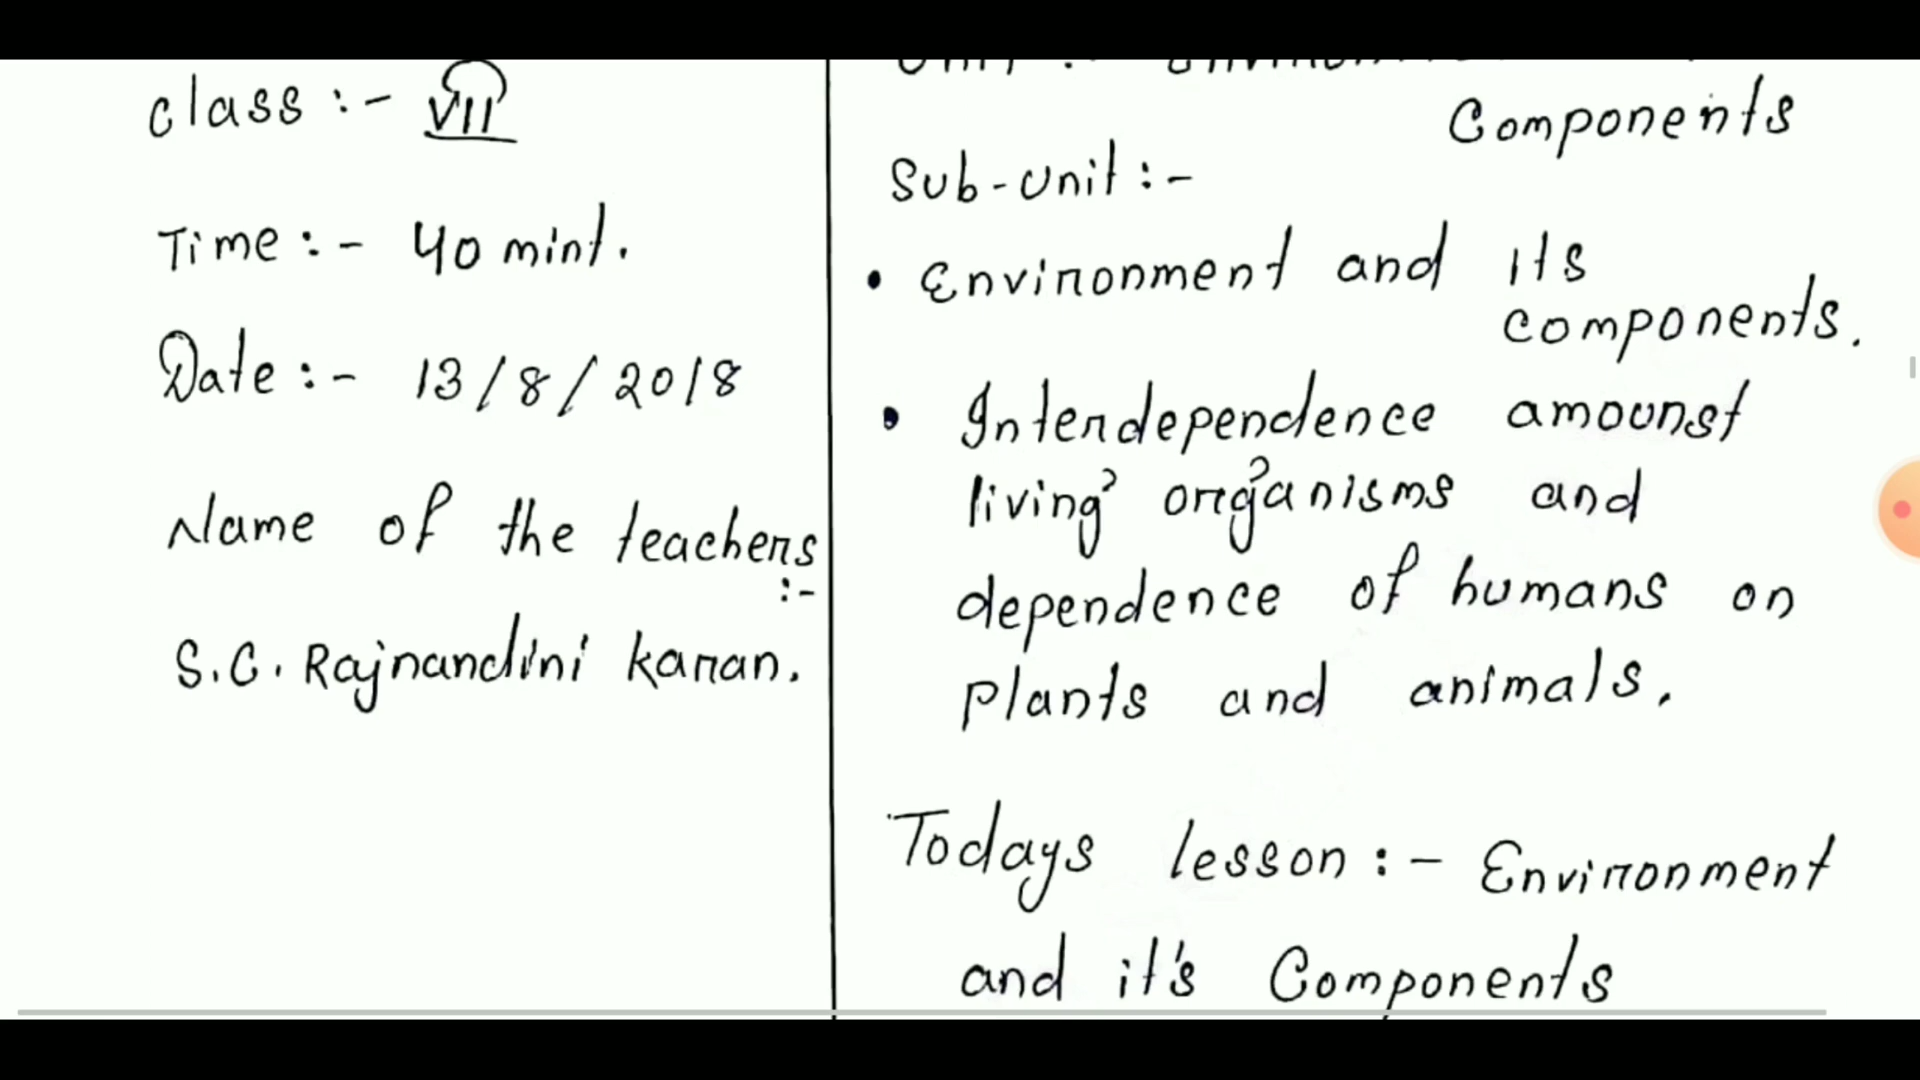 class :- VII
Time :- 40 mint.
Date :- 13/8/2018
Name of the teachers
:-
S.C. Rajnandini karan.
Components
Sub-unit :-
• Environment and its
components.
• Interdependence amounst
living organisms and
dependence of humans on
plants and animals.
Todays lesson :- Environment
and it's Components